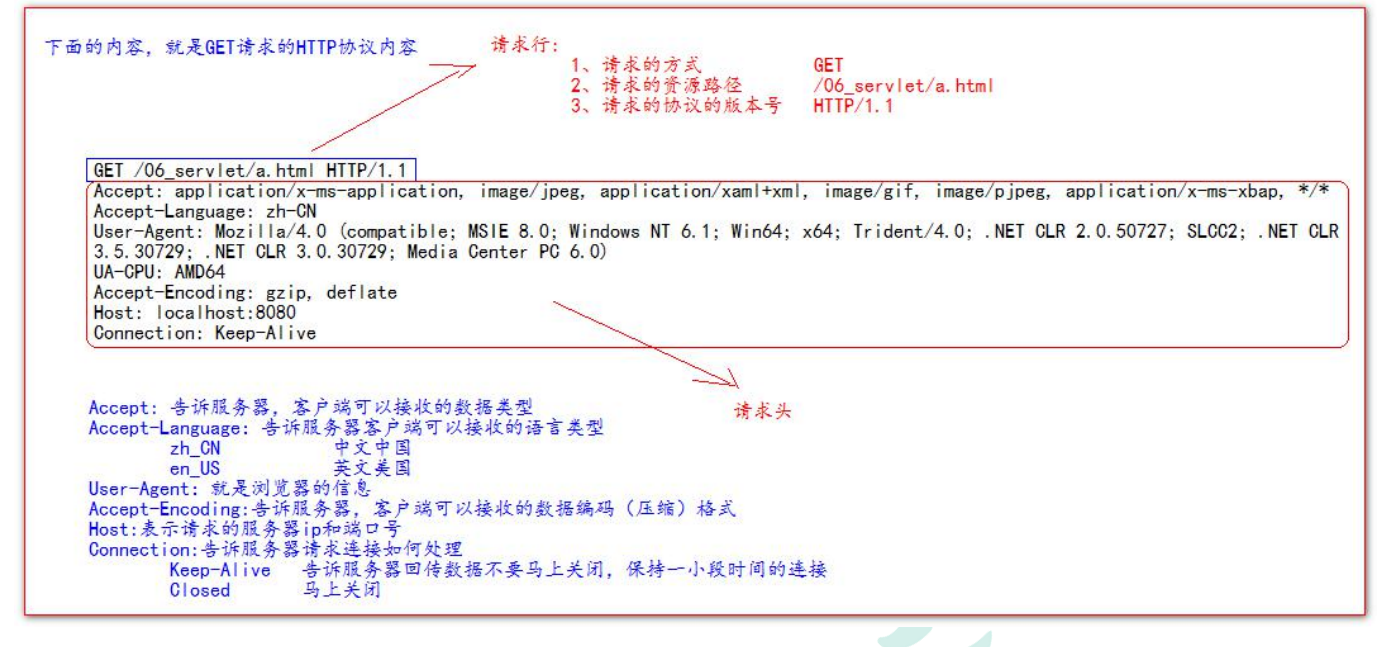 下面的内容，就是GET请求的HTTP协议内容
请求行：
1、请求的方式 GET
2、请求的资源路径 /06_servlet/a.html
3、请求的协议的版本号 HTTP/1.1
GET /06_servlet/a.html HTTP/1.1
Accept: application/x-ms-application, image/jpeg, application/xaml+xml, image/gif, image/pjpeg, application/x-ms-xbap, */*
Accept-Language: zh-CN
User-Agent: Mozilla/4.0 (compatible; MSIE 8.0; Windows NT 6.1; Win64; x64; Trident/4.0; .NET CLR 2.0.50727; SLCC2; .NET CLR
3.5.30729; .NET CLR 3.0.30729; Media Center PC 6.0)
UA-CPU: AMD64
Accept-Encoding: gzip, deflate
Host: localhost:8080
Connection: Keep-Alive
请求头
Accept: 告诉服务器，客户端可以接收的数据类型
Accept-Language: 告诉服务器客户端可以接收的语言类型
zh_CN 中文中国
en_US 英文美国
User-Agent: 就是浏览器的信息
Accept-Encoding:告诉服务器，客户端可以接收的数据编码（压缩）格式
Host:表示请求的服务器ip和端口号
Connection:告诉服务器请求连接如何处理
Keep-Alive 告诉服务器回传数据不要马上关闭，保持一小段时间的连接
Closed 马上关闭